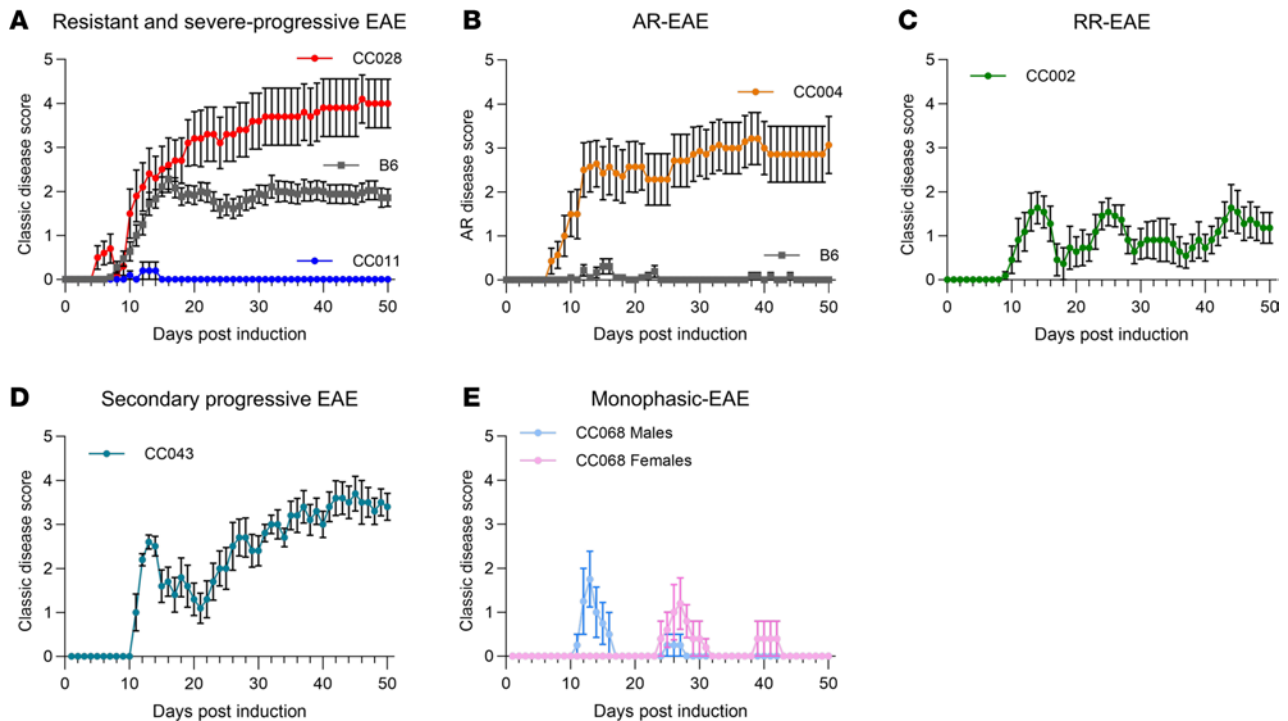 A Resistant and severe-progressive EAE
Classic disease score
5
4
3
2
1
0
CC028
B6
CC011
0 10 20 30 40 50
Days post induction
B AR-EAE
AR disease score
5
4
3
2
1
0
CC004
B6
0 10 20 30 40 50
Days post induction
C RR-EAE
Classic disease score
5
4
3
2
1
0
CC002
0 10 20 30 40 50
Days post induction
D Secondary progressive EAE
Classic disease score
5
4
3
2
1
0
CC043
0 10 20 30 40 50
Days post induction
E Monophasic-EAE
Classic disease score
5
4
3
2
1
0
CC068 Males
CC068 Females
0 10 20 30 40 50
Days post induction